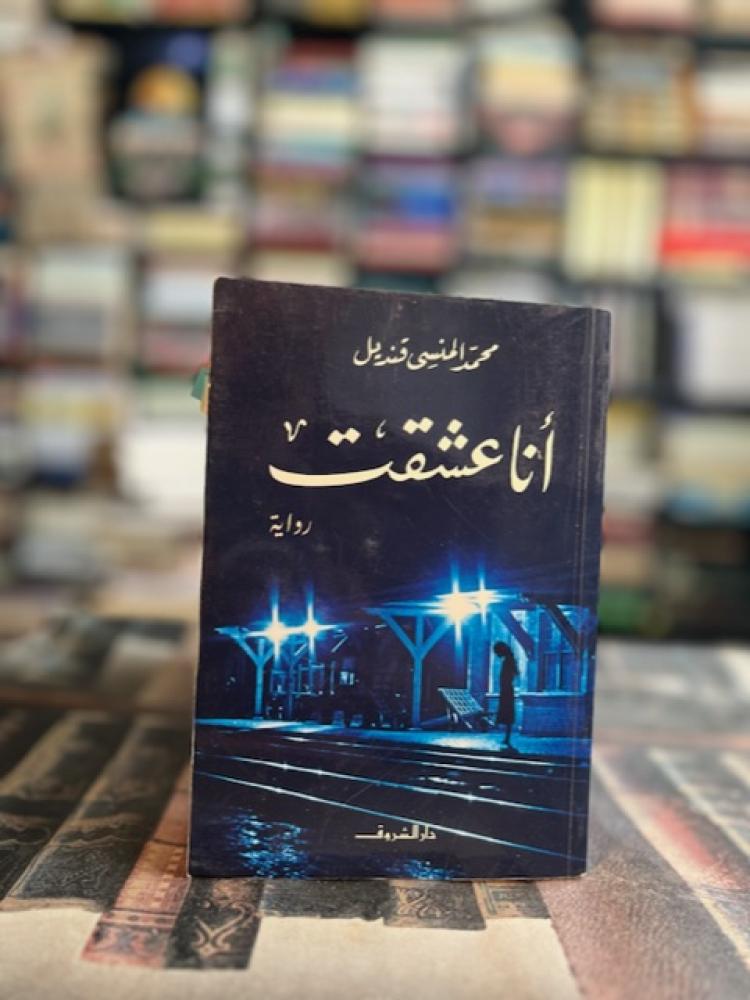 محمد المنسي قنديل
أنا عشقت
رواية
دار الشروق